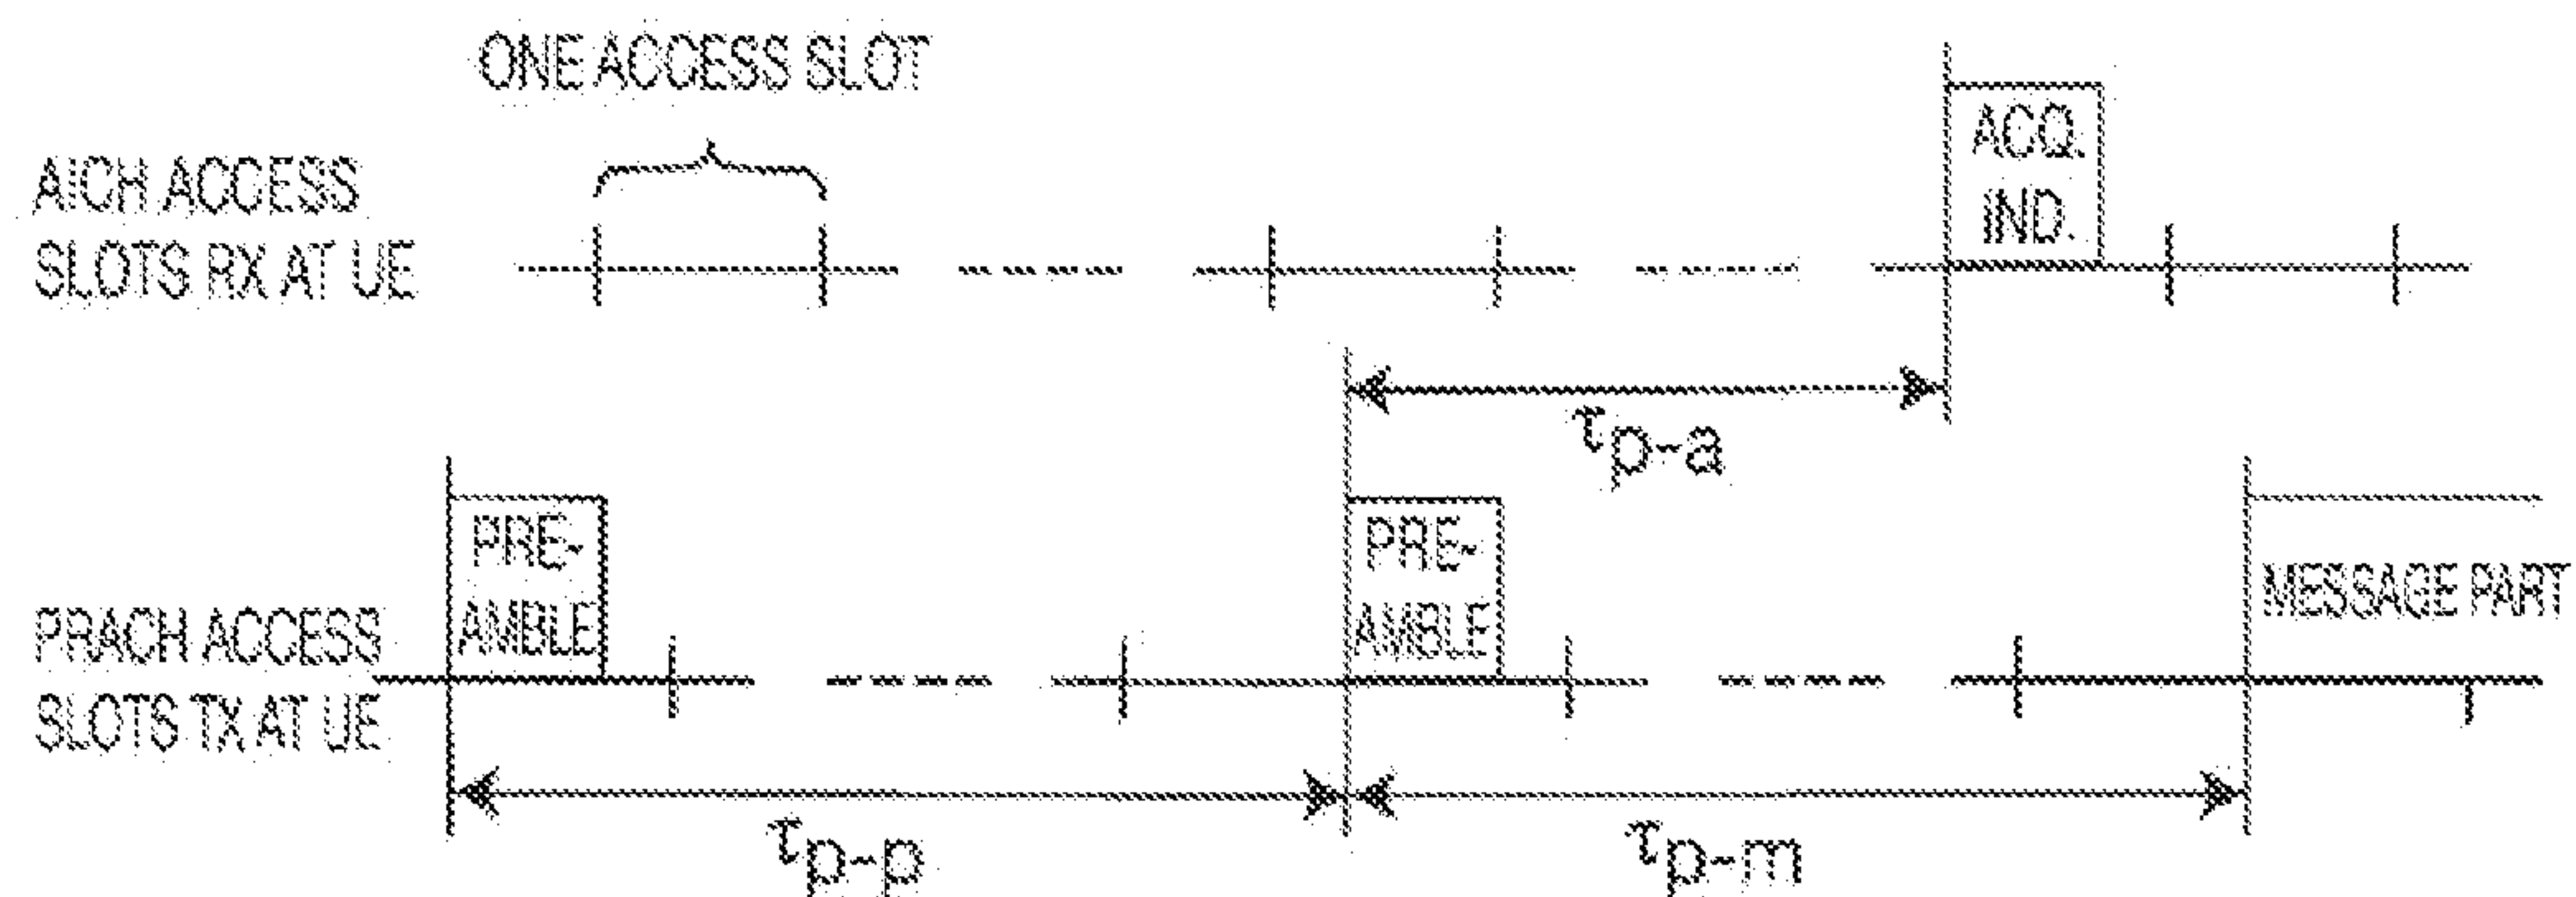 ONE ACCESS SLOT
AICH ACCESS
SLOTS RX AT UE
ACQ.
IND.
τp-a
PRACH ACCESS
SLOTS TX AT UE
PRE-
AMBLE
PRE-
AMBLE
MESSAGE PART
τp-p
τp-m